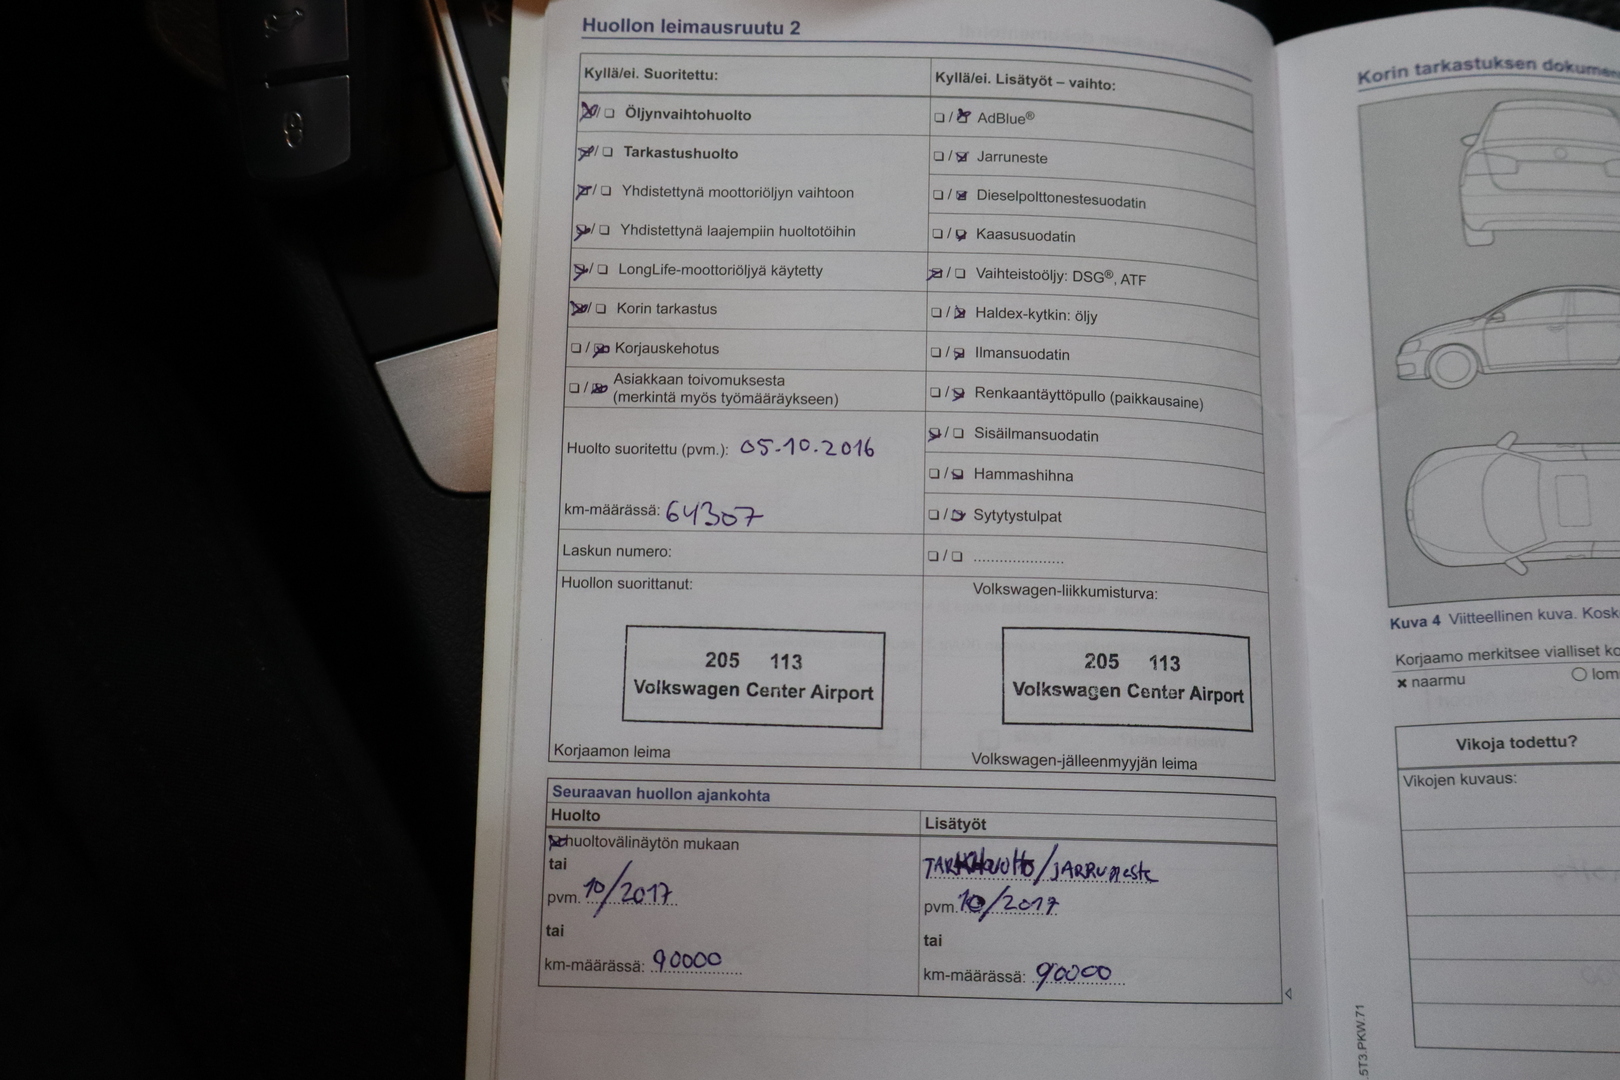 Huollon leimausruutu 2
Kyllä/ei. Suoritettu:
Öljynvaihtohuolto
Tarkastushuolto
Yhdistettynä moottoriöljyn vaihtoon
Yhdistettynä laajempiin huoltotöihin
LongLife-moottoriöljyä käytetty
Korin tarkastus
Korjauskehotus
Asiakkaan toivomuksesta
(merkintä myös työmääräykseen)
Huolto suoritettu (pvm.): 05.10.2016
km-määrässä: 64307
Laskun numero:
Huollon suorittanut:
205 113
Volkswagen Center Airport
Korjaamon leima
Kyllä/ei. Lisätyöt – vaihto:
AdBlue®
Jarruneste
Dieselpolttonestesuodatin
Kaasusuodatin
Vaihteistoöljy: DSG®, ATF
Haldex-kytkin: öljy
Ilmansuodatin
Renkaantäyttöpullo (paikkausaine)
Sisäilmansuodatin
Hammashihna
Sytytystulpat
Volkswagen-liikkumisturva:
205 113
Volkswagen Center Airport
Volkswagen-jälleenmyyjän leima
Seuraavan huollon ajankohta
Huolto
huoltovälinäytön mukaan
tai
pvm. 10/2017
tai
km-määrässä: 90000
Lisätyöt
/JARRuneste
pvm. 10/2017
tai
km-määrässä: 90000
Korin tarkastuksen
Kuva 4 Viitteellinen kuva.
Korjaamo merkitsee vialliset
x naarmu
Vikoja todettu?
Vikojen kuvaus:
.5T3.PKW.71